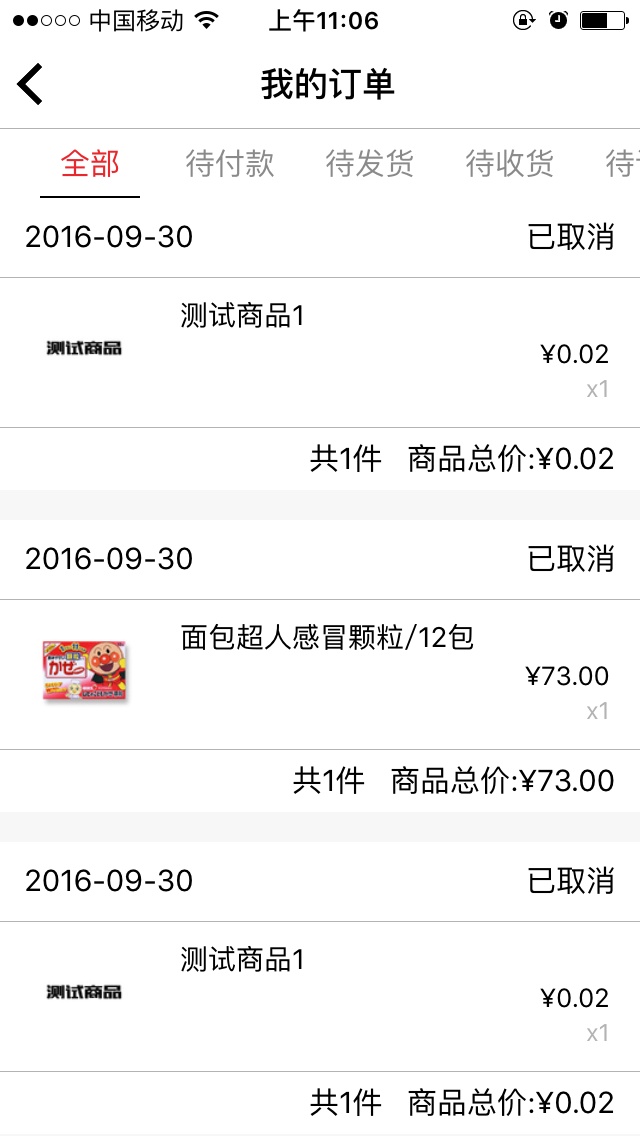 中国移动 上午11:06
我的订单
全部 待付款 待发货 待收货 待
2016-09-30 已取消
测试商品
测试商品1
¥0.02
x1
共1件 商品总价:¥0.02
2016-09-30 已取消
かぜ
面包超人感冒颗粒/12包
¥73.00
x1
共1件 商品总价:¥73.00
2016-09-30 已取消
测试商品
测试商品1
¥0.02
x1
共1件 商品总价:¥0.02